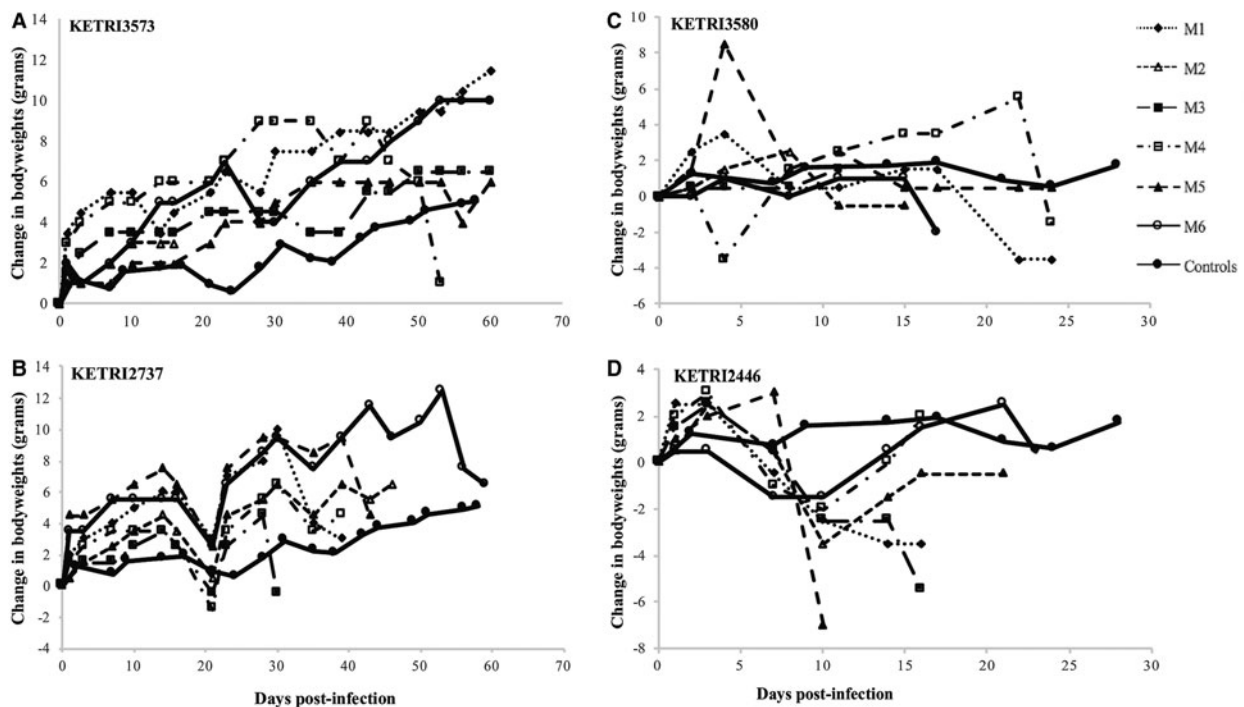 A
KETRI3573
Change in bodyweights (grams)
14
12
10
8
6
4
2
0
0 10 20 30 40 50 60 70
B
KETRI2737
Change in bodyweights (grams)
14
12
10
8
6
4
2
0
-2
-4
0 10 20 30 40 50 60 70
Days post-infection
C
KETRI3580
Change in bodyweights (grams)
10
8
6
4
2
0
-2
-4
-6
0 5 10 15 20 25 30
M1
M2
M3
M4
M5
M6
Controls
D
KETRI2446
Change in bodyweights (grams)
4
2
0
-2
-4
-6
-8
0 5 10 15 20 25 30
Days post-infection